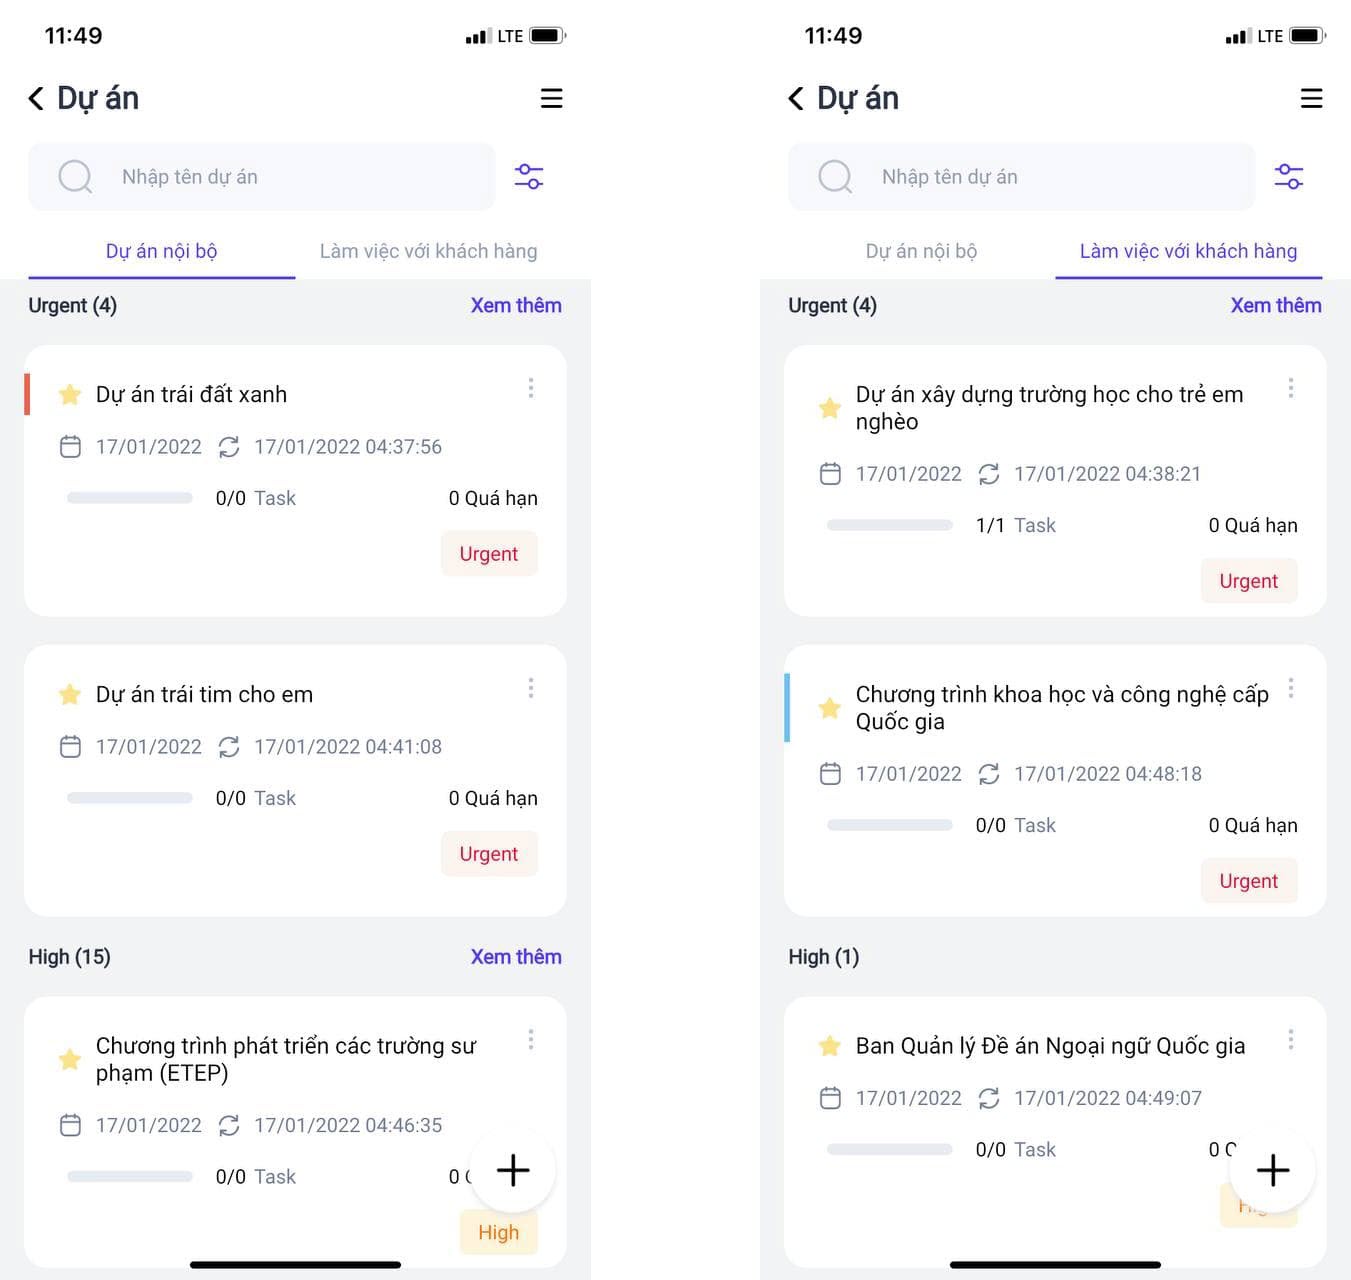 11:49 LTE
Dự án
Nhập tên dự án
Dự án nội bộ Làm việc với khách hàng
Urgent (4) Xem thêm
Dự án trái đất xanh
17/01/2022 17/01/2022 04:37:56
0/0 Task 0 Quá hạn
Urgent
Dự án trái tim cho em
17/01/2022 17/01/2022 04:41:08
0/0 Task 0 Quá hạn
Urgent
High (15) Xem thêm
Chương trình phát triển các trường sư
phạm (ETEP)
17/01/2022 17/01/2022 04:46:35
0/0 Task 0
High
11:49 LTE
Dự án
Nhập tên dự án
Dự án nội bộ Làm việc với khách hàng
Urgent (4) Xem thêm
Dự án xây dựng trường học cho trẻ em
nghèo
17/01/2022 17/01/2022 04:38:21
1/1 Task 0 Quá hạn
Urgent
Chương trình khoa học và công nghệ cấp
Quốc gia
17/01/2022 17/01/2022 04:48:18
0/0 Task 0 Quá hạn
Urgent
High (1)
Ban Quản lý Đề án Ngoại ngữ Quốc gia
17/01/2022 17/01/2022 04:49:07
0/0 Task 0